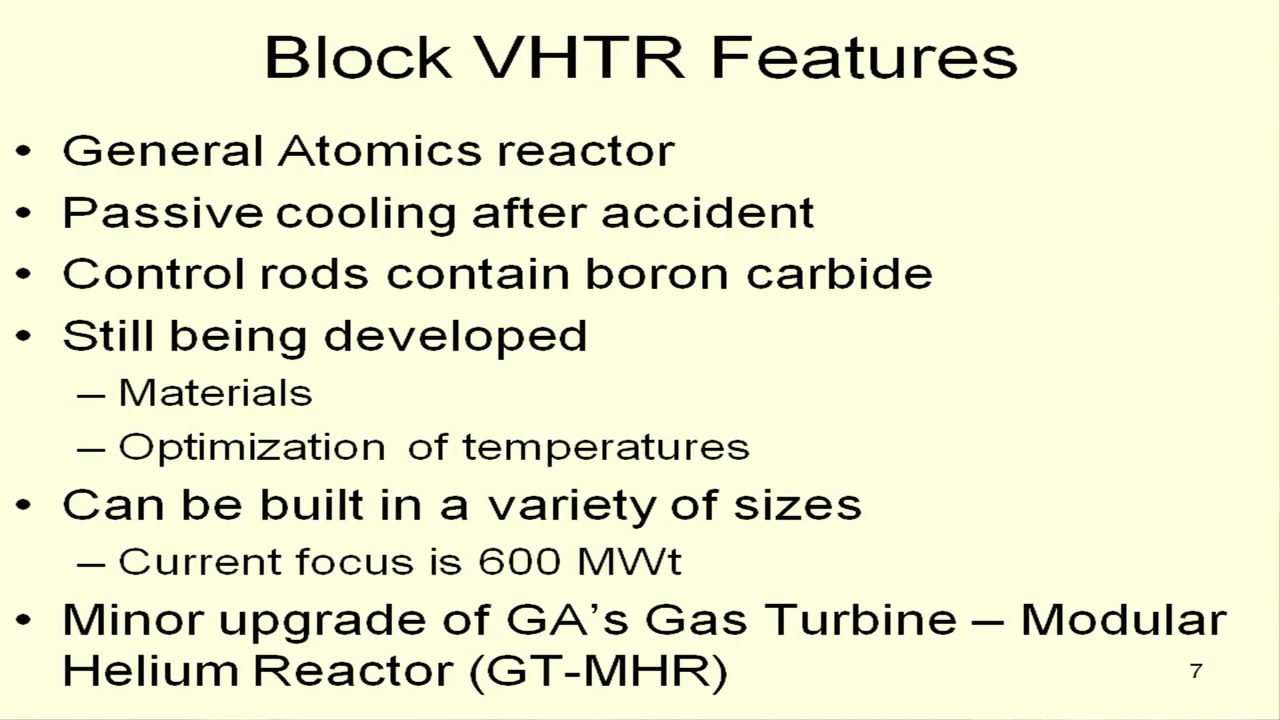 Block VHTR Features
• General Atomics reactor
• Passive cooling after accident
• Control rods contain boron carbide
• Still being developed
– Materials
– Optimization of temperatures
• Can be built in a variety of sizes
– Current focus is 600 MWt
• Minor upgrade of GA's Gas Turbine – Modular
Helium Reactor (GT-MHR)
7